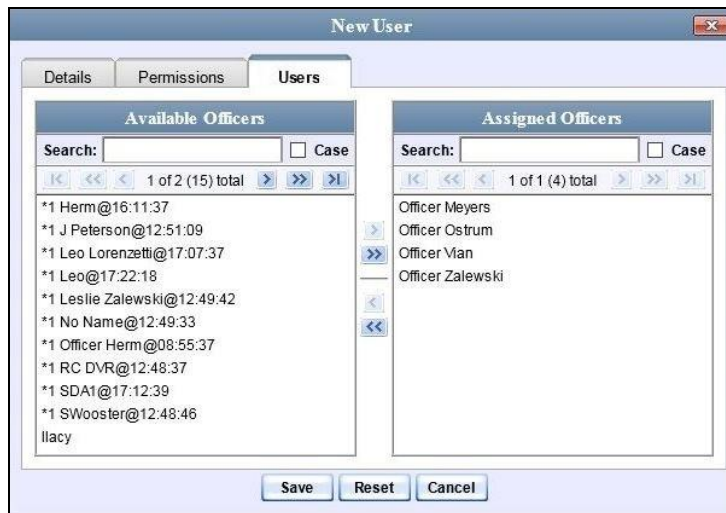 New User
Details Permissions Users
Available Officers
Search: Case
1 of 2 (15) total
*1 Herm@16:11:37
*1 J Peterson@12:51:09
*1 Leo Lorenzetti@17:07:37
*1 Leo@17:22:18
*1 Leslie Zalewski@12:49:42
*1 No Name@12:49:33
*1 Officer Herm@08:55:37
*1 RC DVR@12:48:37
*1 SDA1@17:12:39
*1 SWooster@12:48:46
llacy
Assigned Officers
Search: Case
1 of 1 (4) total
Officer Meyers
Officer Ostrum
Officer Vian
Officer Zalewski
Save Reset Cancel